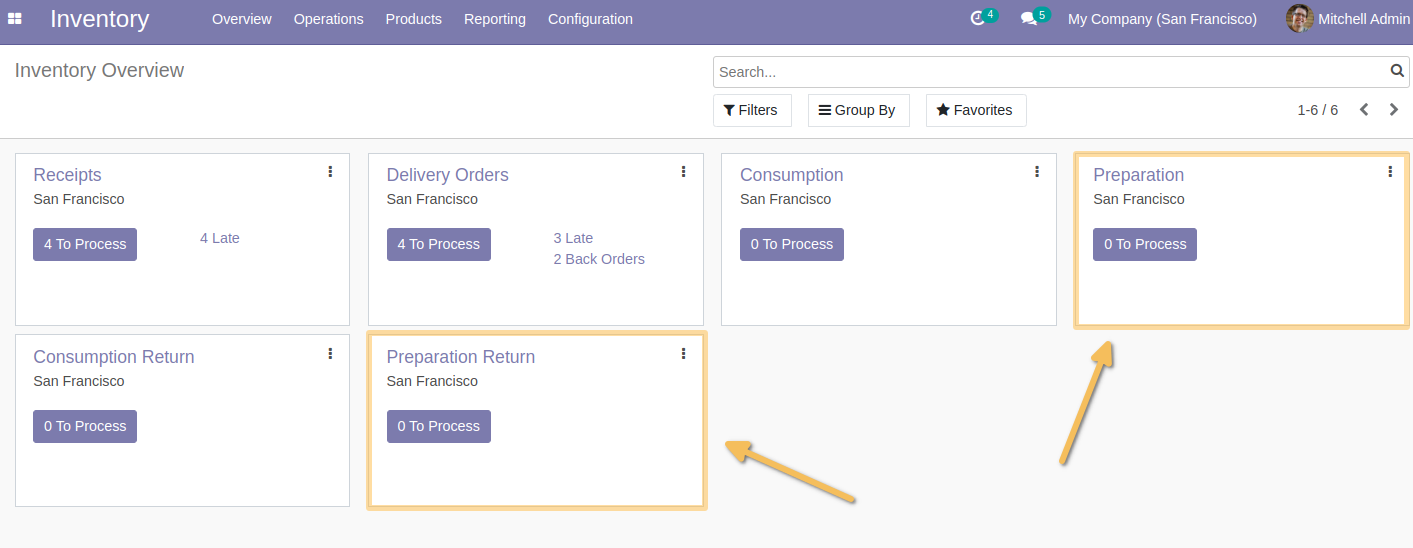 Inventory Overview Operations Products Reporting Configuration 4 5 My Company (San Francisco) Mitchell Admin
Inventory Overview
Search...
Filters Group By Favorites 1-6 / 6
Receipts
San Francisco
4 To Process 4 Late
Delivery Orders
San Francisco
4 To Process 3 Late
2 Back Orders
Consumption
San Francisco
0 To Process
Preparation
San Francisco
0 To Process
Consumption Return
San Francisco
0 To Process
Preparation Return
San Francisco
0 To Process